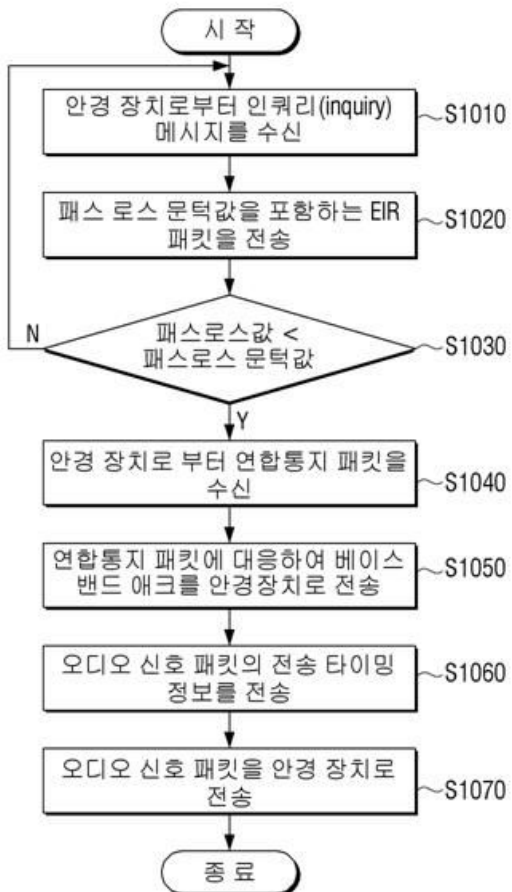 시 작
안경 장치로부터 인쿼리(inquiry)
메시지를 수신
S1010
패스 로스 문턱값을 포함하는 EIR
패킷을 전송
S1020
패스로스값 <
패스로스 문턱값
S1030
N
Y
안경 장치로 부터 연합통지 패킷을
수신
S1040
연합통지 패킷에 대응하여 베이스
밴드 애크를 안경장치로 전송
S1050
오디오 신호 패킷의 전송 타이밍
정보를 전송
S1060
오디오 신호 패킷을 안경 장치로
전송
S1070
종 료